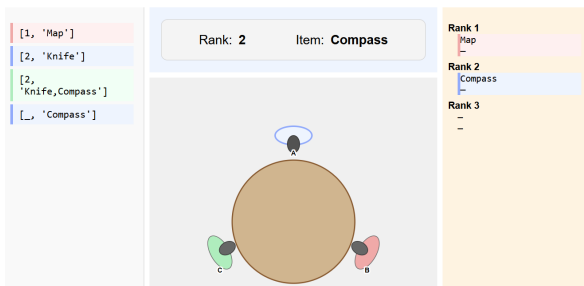 [1, 'Map']
[2, 'Knife']
[2,
'Knife,Compass']
[_, 'Compass']
Rank: 2 Item: Compass
A
C
B
Rank 1
Map
–
Rank 2
Compass
–
Rank 3
–
–